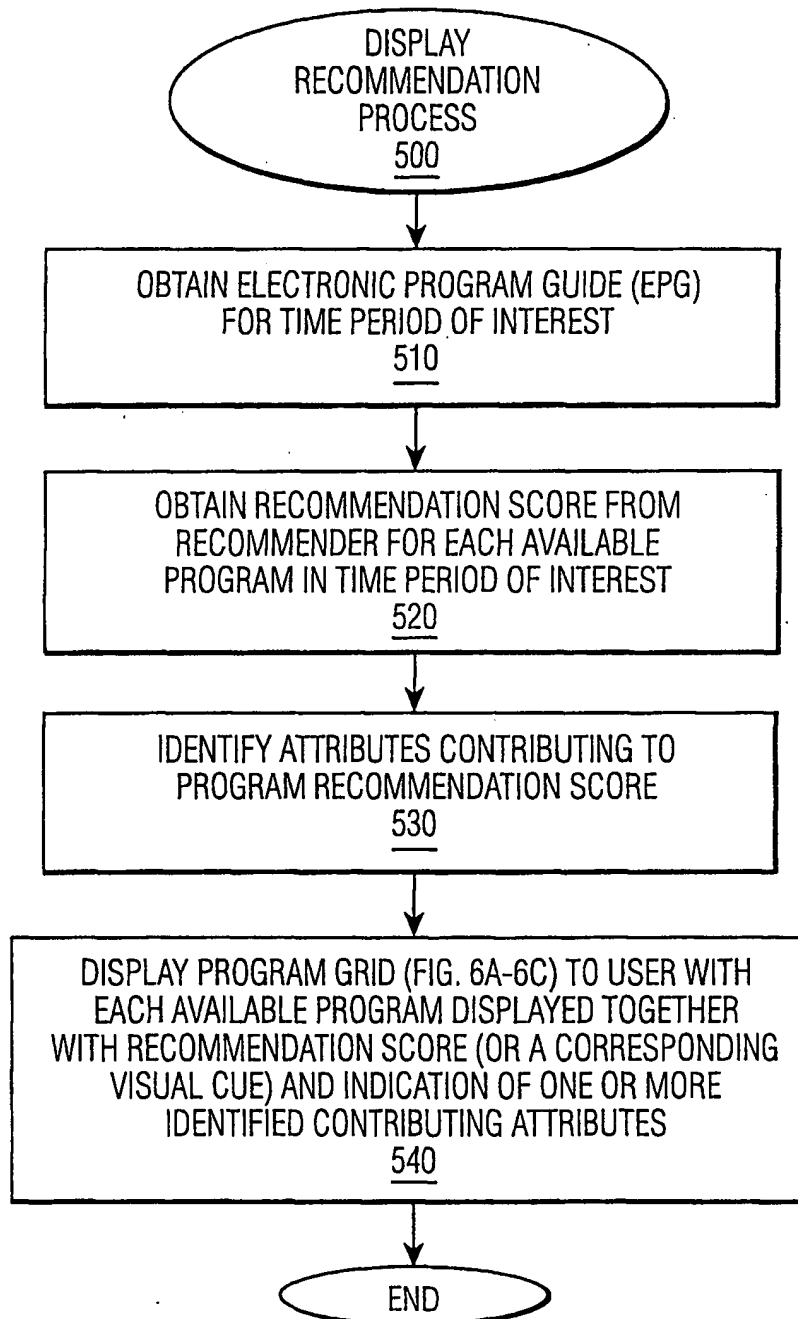 DISPLAY
RECOMMENDATION
PROCESS
500
OBTAIN ELECTRONIC PROGRAM GUIDE (EPG)
FOR TIME PERIOD OF INTEREST
510
OBTAIN RECOMMENDATION SCORE FROM
RECOMMENDER FOR EACH AVAILABLE
PROGRAM IN TIME PERIOD OF INTEREST
520
IDENTIFY ATTRIBUTES CONTRIBUTING TO
PROGRAM RECOMMENDATION SCORE
530
DISPLAY PROGRAM GRID (FIG. 6A-6C) TO USER WITH
EACH AVAILABLE PROGRAM DISPLAYED TOGETHER
WITH RECOMMENDATION SCORE (OR A CORRESPONDING
VISUAL CUE) AND INDICATION OF ONE OR MORE
IDENTIFIED CONTRIBUTING ATTRIBUTES
540
END